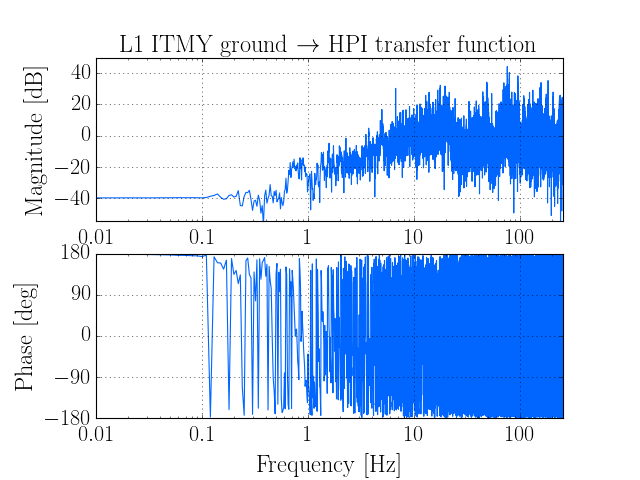 L1 ITMY ground → HPI transfer function
Magnitude [dB]
40
20
0
−20
−40
0.01 0.1 1 10 100
Phase [deg]
180
90
0
−90
−180
0.01 0.1 1 10 100
Frequency [Hz]